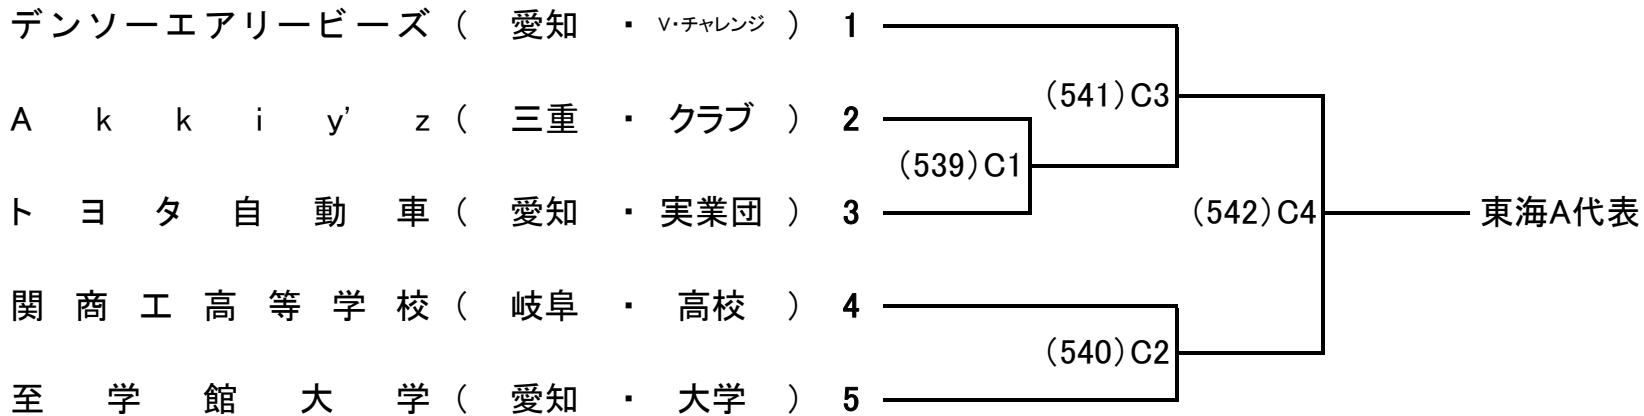 デンソーエアリービーズ ( 愛知 ・ V・チャレンジ ) 1
(541)C3
Akkiy'z ( 三重 ・ クラブ ) 2
(539)C1
トヨタ自動車 ( 愛知 ・ 実業団 ) 3
(542)C4 東海A代表
関商工高等学校 ( 岐阜 ・ 高校 ) 4
(540)C2
至学館大学 ( 愛知 ・ 大学 ) 5